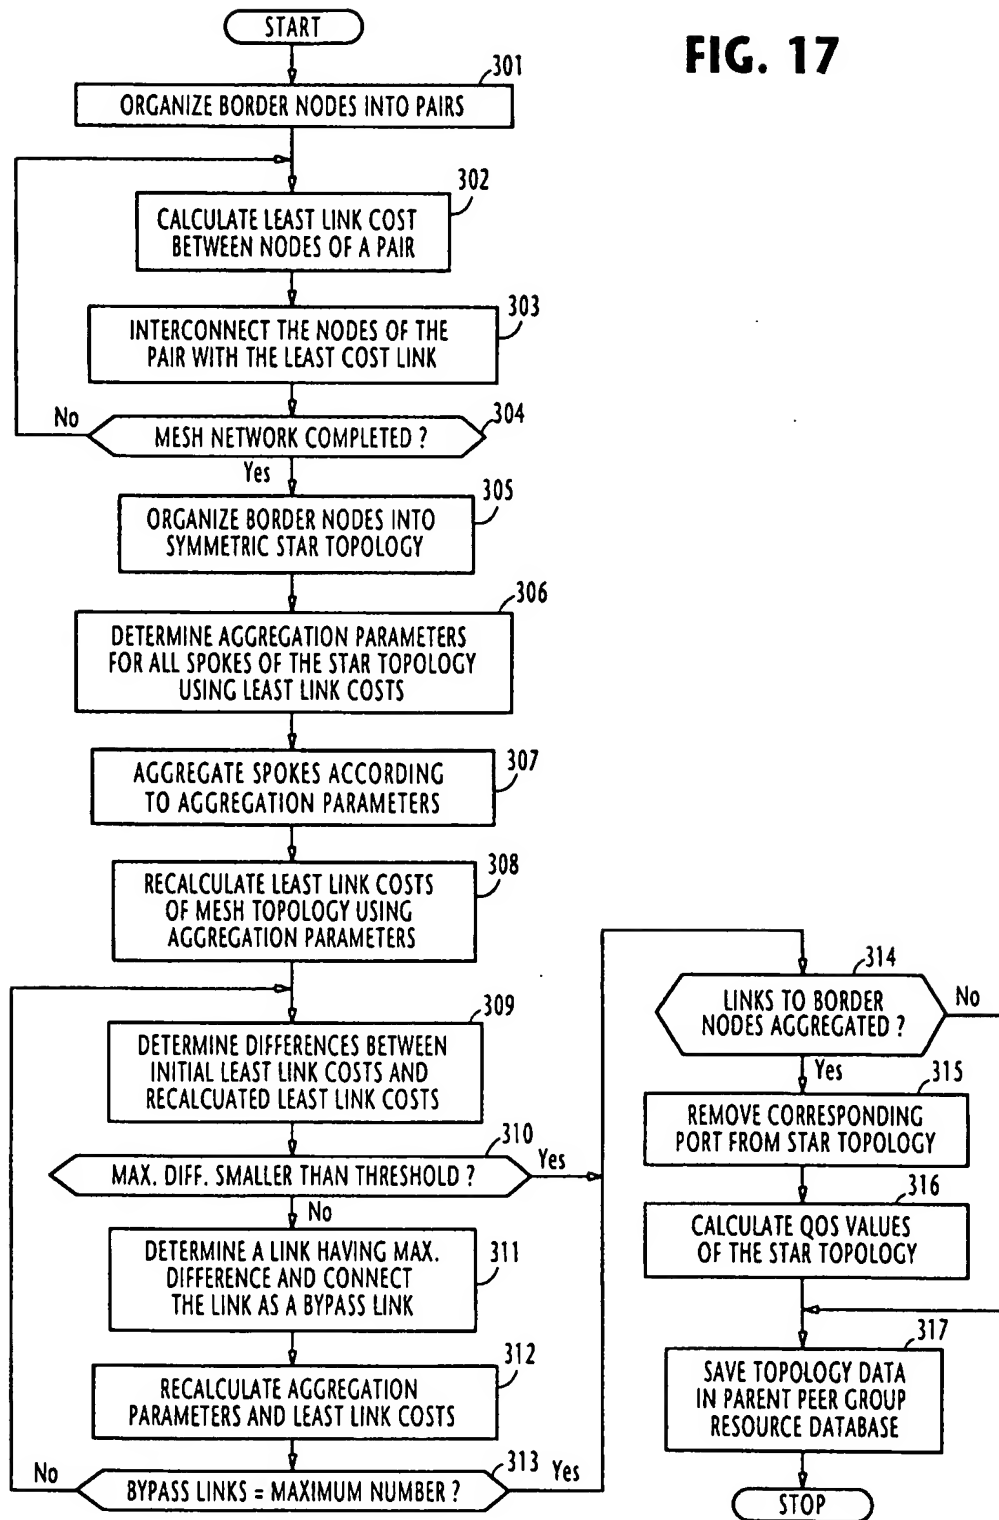 FIG. 17
START
301
ORGANIZE BORDER NODES INTO PAIRS
302
CALCULATE LEAST LINK COST
BETWEEN NODES OF A PAIR
303
INTERCONNECT THE NODES OF THE
PAIR WITH THE LEAST COST LINK
304
No
MESH NETWORK COMPLETED ?
Yes
305
ORGANIZE BORDER NODES INTO
SYMMETRIC STAR TOPOLOGY
306
DETERMINE AGGREGATION PARAMETERS
FOR ALL SPOKES OF THE STAR TOPOLOGY
USING LEAST LINK COSTS
307
AGGREGATE SPOKES ACCORDING
TO AGGREGATION PARAMETERS
308
RECALCULATE LEAST LINK COSTS
OF MESH TOPOLOGY USING
AGGREGATION PARAMETERS
309
DETERMINE DIFFERENCES BETWEEN
INITIAL LEAST LINK COSTS AND
RECALCUATED LEAST LINK COSTS
310
MAX. DIFF. SMALLER THAN THRESHOLD ?
Yes
No
311
DETERMINE A LINK HAVING MAX.
DIFFERENCE AND CONNECT
THE LINK AS A BYPASS LINK
312
RECALCULATE AGGREGATION
PARAMETERS AND LEAST LINK COSTS
313
No
BYPASS LINKS = MAXIMUM NUMBER ?
Yes
314
LINKS TO BORDER
NODES AGGREGATED ?
No
Yes
315
REMOVE CORRESPONDING
PORT FROM STAR TOPOLOGY
316
CALCULATE QOS VALUES
OF THE STAR TOPOLOGY
317
SAVE TOPOLOGY DATA
IN PARENT PEER GROUP
RESOURCE DATABASE
STOP